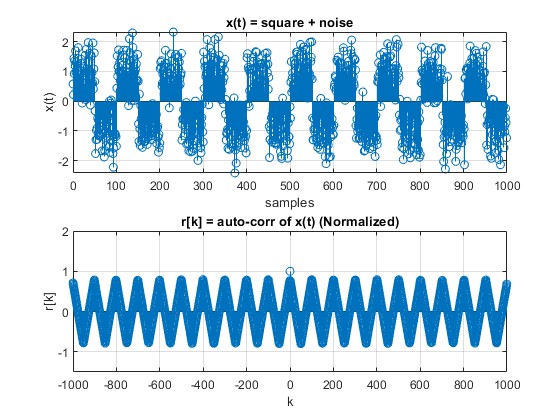 x(t) = square + noise
x(t)
2
1
0
-1
-2
0 100 200 300 400 500 600 700 800 900 1000
samples
r[k] = auto-corr of x(t) (Normalized)
r[k]
2
1
0
-1
-1000 -800 -600 -400 -200 0 200 400 600 800 1000
k